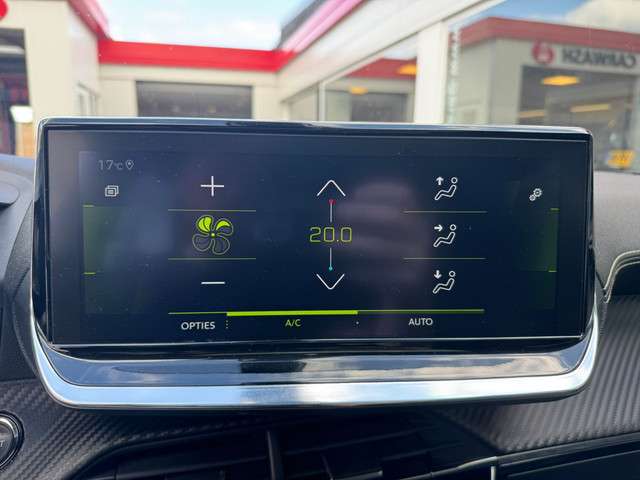 CARWASH
17°C
20.0
OPTIES
A/C
AUTO
T